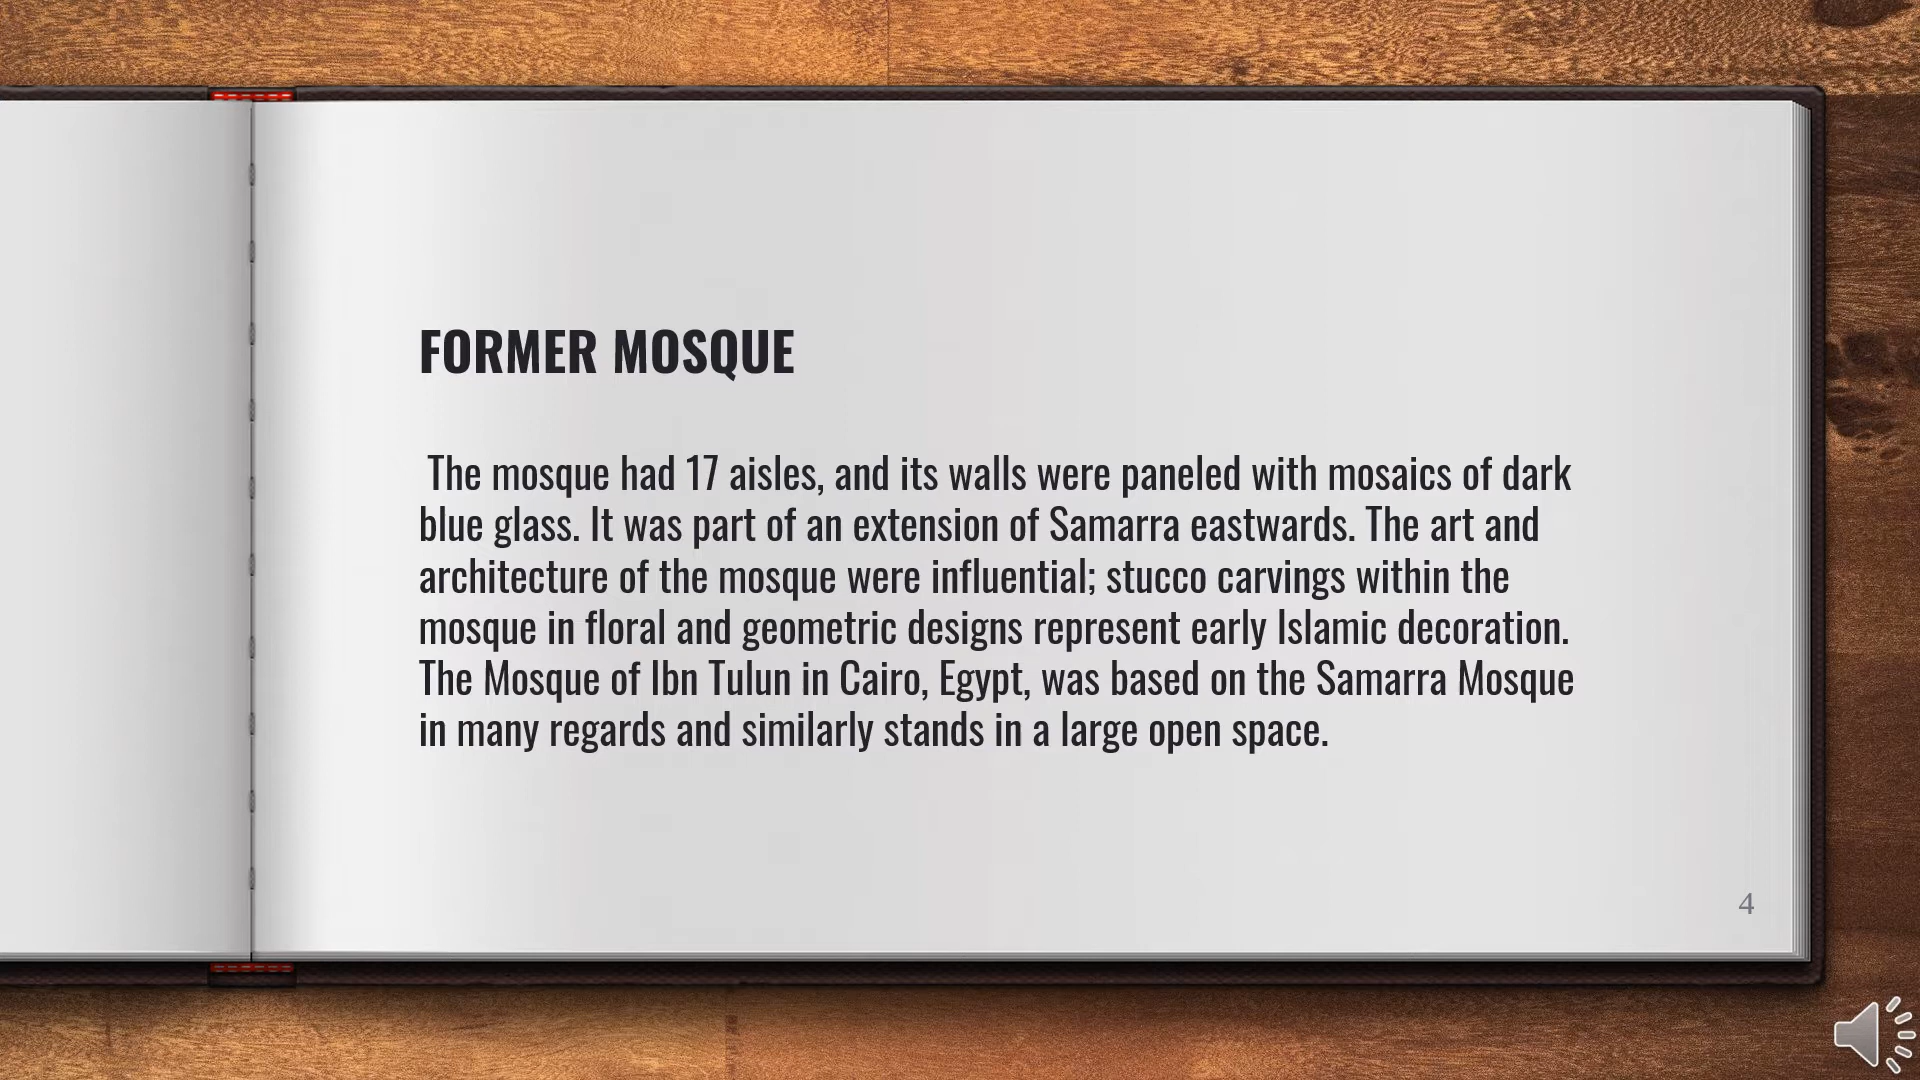 FORMER MOSQUE
The mosque had 17 aisles, and its walls were paneled with mosaics of dark
blue glass. It was part of an extension of Samarra eastwards. The art and
architecture of the mosque were influential; stucco carvings within the
mosque in floral and geometric designs represent early Islamic decoration.
The Mosque of Ibn Tulun in Cairo, Egypt, was based on the Samarra Mosque
in many regards and similarly stands in a large open space.
4